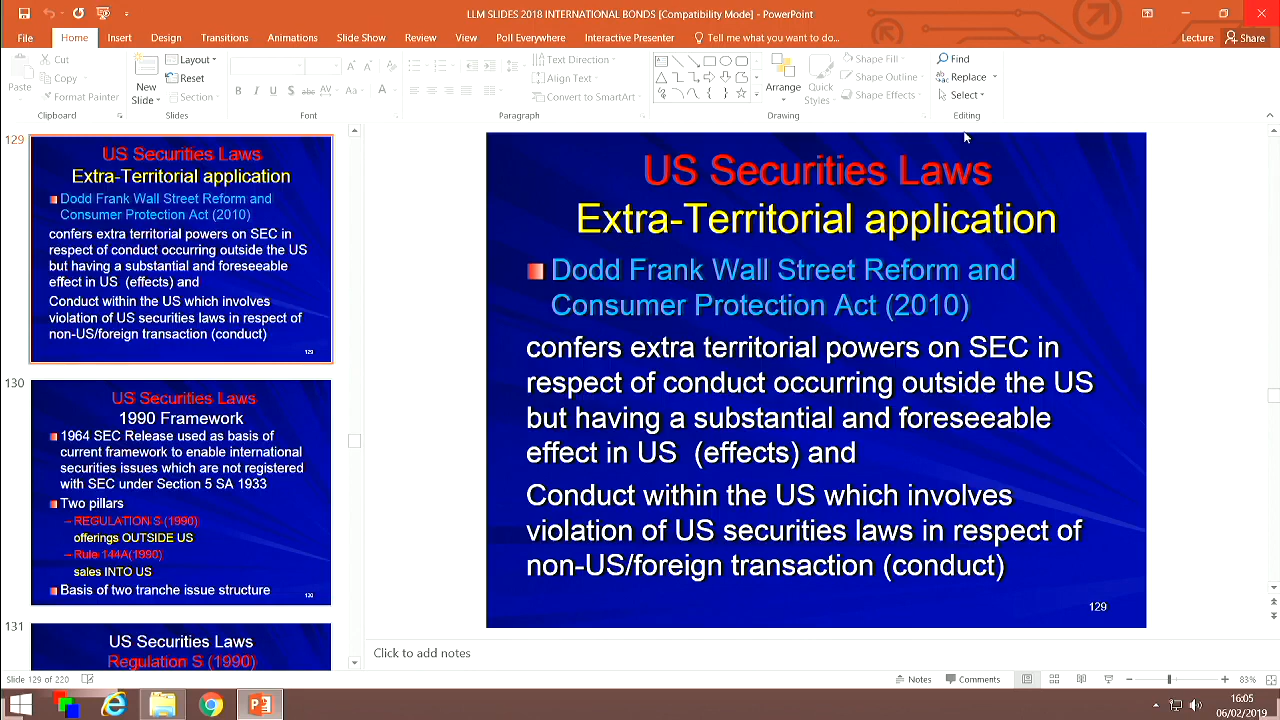 LLM SLIDES 2018 INTERNATIONAL BONDS [Compatibility Mode] - PowerPoint
File Home Insert Design Transitions Animations Slide Show Review View Poll Everywhere Interactive Presenter Tell me what you want to do... Lecture Share
Paste
Cut
Copy
Format Painter
Clipboard
New
Slide
Layout
Reset
Section
Slides
Font
Text Direction
Align Text
Convert to SmartArt
Paragraph
Arrange
Quick
Styles
Shape Fill
Shape Outline
Shape Effects
Drawing
Find
Replace
Select
Editing
129
US Securities Laws
Extra-Territorial application
Dodd Frank Wall Street Reform and
Consumer Protection Act (2010)
confers extra territorial powers on SEC in
respect of conduct occurring outside the US
but having a substantial and foreseeable
effect in US (effects) and
Conduct within the US which involves
violation of US securities laws in respect of
non-US/foreign transaction (conduct)
129
130
US Securities Laws
1990 Framework
1964 SEC Release used as basis of
current framework to enable international
securities issues which are not registered
with SEC under Section 5 SA 1933
Two pillars
–REGULATION S (1990)
offerings OUTSIDE US
–Rule 144A(1990)
sales INTO US
Basis of two tranche issue structure
130
131
US Securities Laws
Regulation S (1990)
US Securities Laws
Extra-Territorial application
Dodd Frank Wall Street Reform and
Consumer Protection Act (2010)
confers extra territorial powers on SEC in
respect of conduct occurring outside the US
but having a substantial and foreseeable
effect in US (effects) and
Conduct within the US which involves
violation of US securities laws in respect of
non-US/foreign transaction (conduct)
129
Click to add notes
Slide 129 of 220 Notes Comments 83%
16:05
06/02/2019